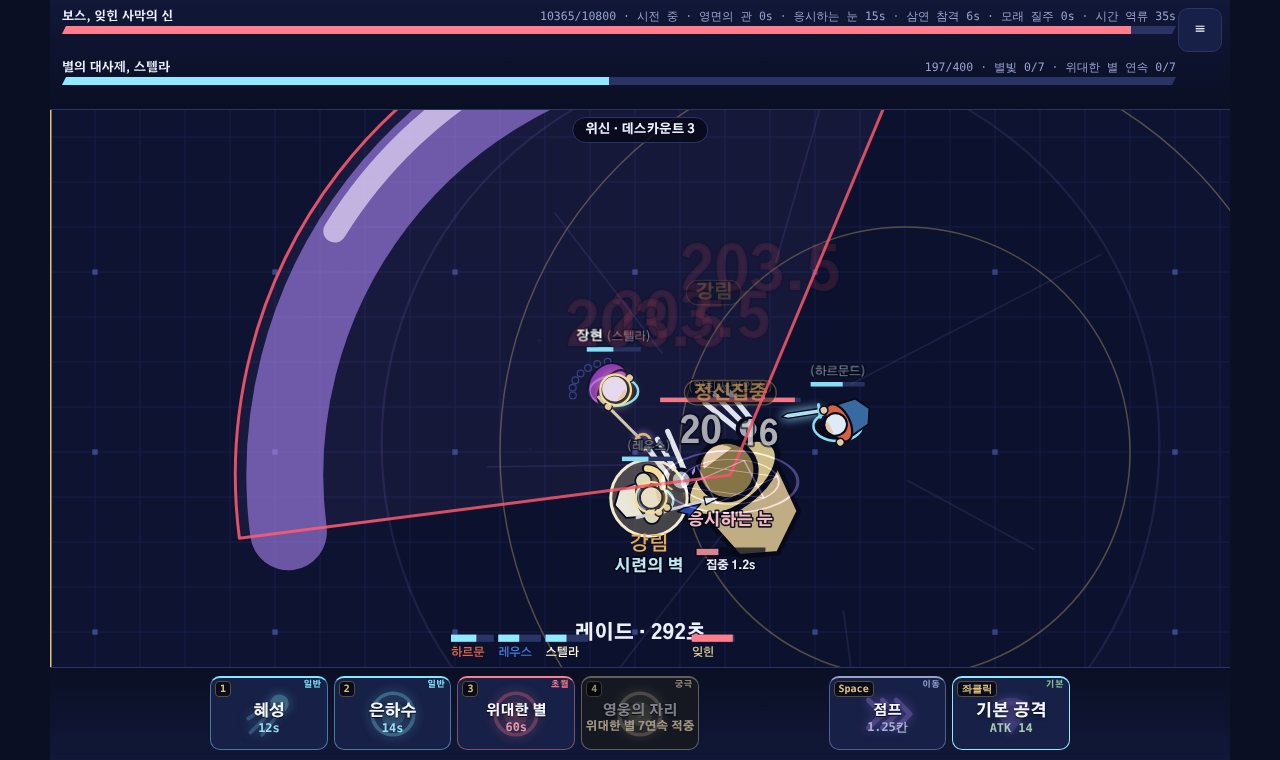 보스, 잊힌 사막의 신
10365/10800 · 시전 중 · 영면의 관 0s · 응시하는 눈 15s · 삼연 참격 6s · 모래 질주 0s · 시간 역류 35s
별의 대사제, 스텔라
197/400 · 별빛 0/7 · 위대한 별 연속 0/7
위신 · 데스카운트 3
203.5
강림
장현 (스텔라)
(하르문드)
정신집중
20
16
(레우스)
응시하는 눈
강림
시련의 벽
집중 1.2s
레이드 · 292초
하르문
레우스
스텔라
잊힌
1
일반
혜성
12s
2
일반
은하수
14s
3
초월
위대한 별
60s
4
궁극
영웅의 자리
위대한 별 7연속 적중
Space
이동
점프
1.25칸
좌클릭
기본
기본 공격
ATK 14